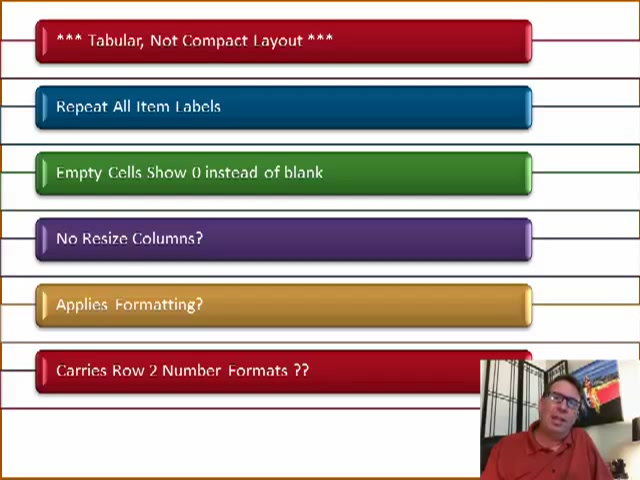 *** Tabular, Not Compact Layout ***
Repeat All Item Labels
Empty Cells Show 0 instead of blank
No Resize Columns?
Applies Formatting?
Carries Row 2 Number Formats ??